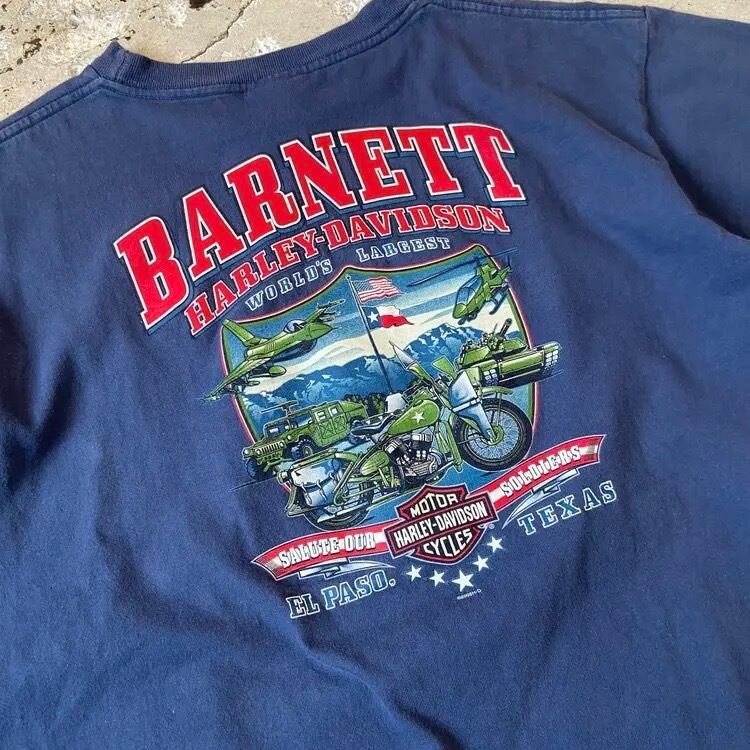 BARNETT
HARLEY-DAVIDSON
WORLD'S LARGEST
SALUTE OUR SOLDIERS
MOTOR
HARLEY-DAVIDSON
CYCLES
EL PASO, TEXAS